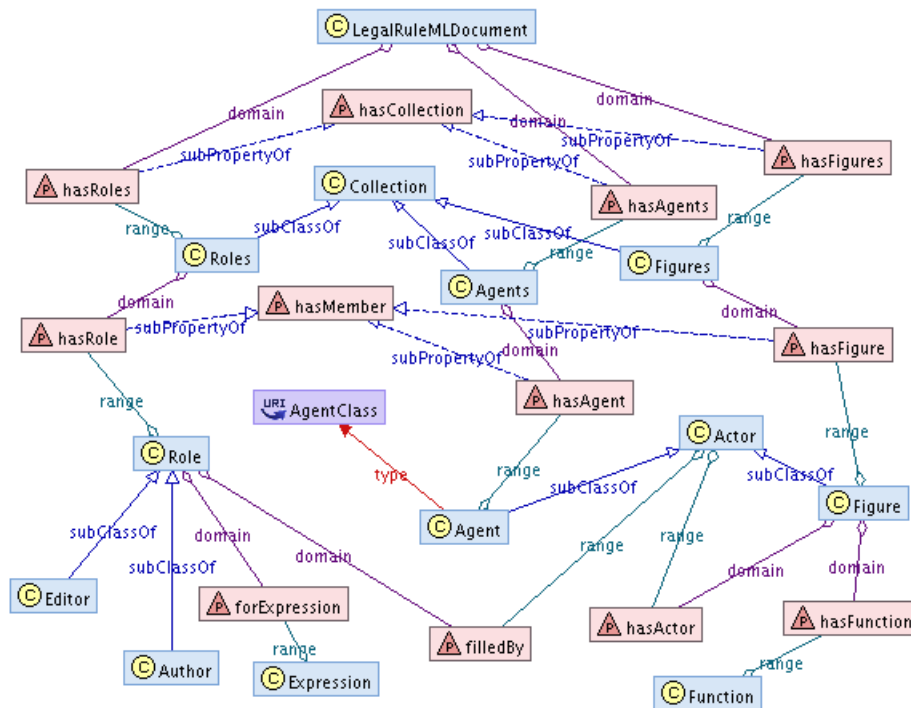 C LegalRuleMLDocument
domain
domain
domain
P hasCollection
subPropertyOf
subPropertyOf
subPropertyOf
P hasFigures
P hasRoles
C Collection
P hasAgents
range
subClassOf
subClassOf
subClassOf
range
range
C Roles
C Figures
C Agents
domain
P hasMember
domain
P hasRole
subPropertyOf
subPropertyOf
subPropertyOf
domain
P hasFigure
range
URI AgentClass
P hasAgent
range
C Actor
C Role
type
range
subClassOf
subClassOf
C Agent
C Figure
subClassOf
subClassOf
domain
domain
range
range
domain
domain
C Editor
P forExpression
P hasActor
P hasFunction
range
P filledBy
range
C Author
C Expression
C Function